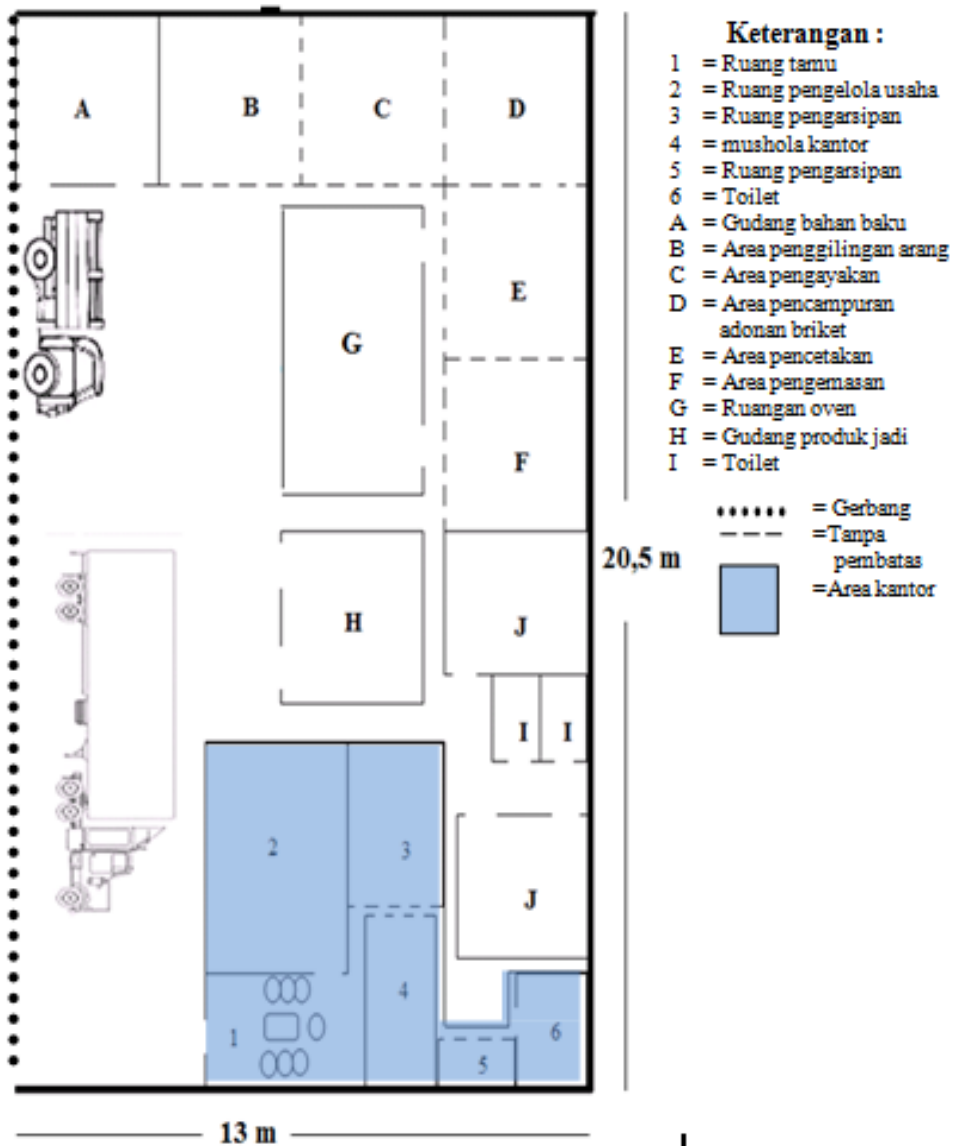 Keterangan :
1 = Ruang tamu
2 = Ruang pengelola usaha
3 = Ruang pengarsipan
4 = mushola kantor
5 = Ruang pengarsipan
6 = Toilet
A = Gudang bahan baku
B = Area penggilingan arang
C = Area pengayakan
D = Area pencampuran
adonan briket
E = Area pencetakan
F = Area pengemasan
G = Ruangan oven
H = Gudang produk jadi
I = Toilet
= Gerbang
=Tanpa
pembatas
=Area kantor
A B C D
E
G
F
20,5 m
H J
I I
2 3
J
4
1 6
5
13 m